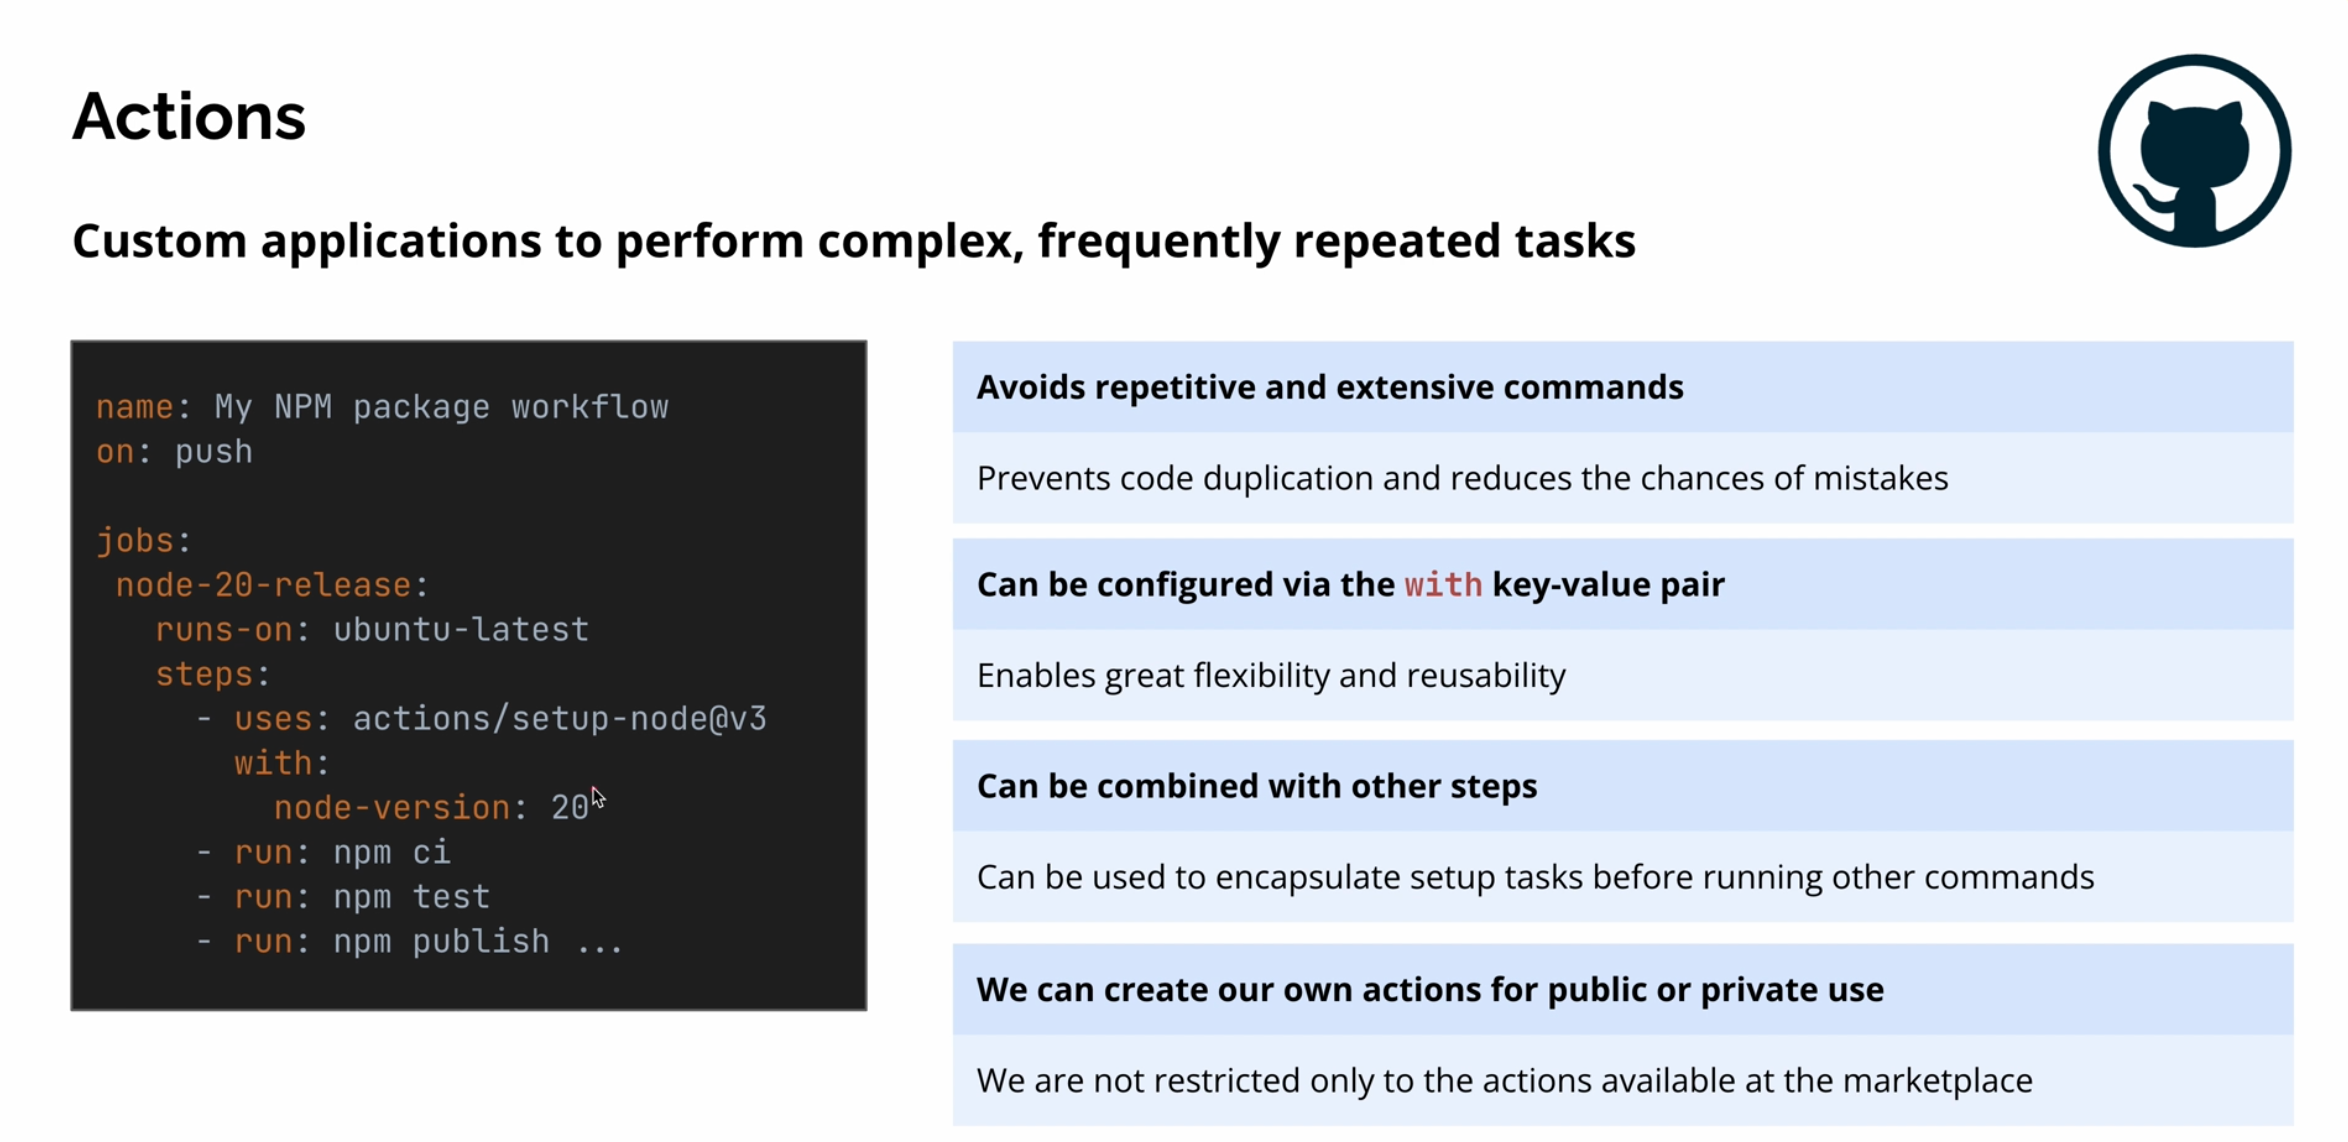 Actions
Custom applications to perform complex, frequently repeated tasks
name: My NPM package workflow
on: push
jobs:
node-20-release:
runs-on: ubuntu-latest
steps:
- uses: actions/setup-node@v3
with:
node-version: 20
- run: npm ci
- run: npm test
- run: npm publish ...
Avoids repetitive and extensive commands
Prevents code duplication and reduces the chances of mistakes
Can be configured via the with key-value pair
Enables great flexibility and reusability
Can be combined with other steps
Can be used to encapsulate setup tasks before running other commands
We can create our own actions for public or private use
We are not restricted only to the actions available at the marketplace